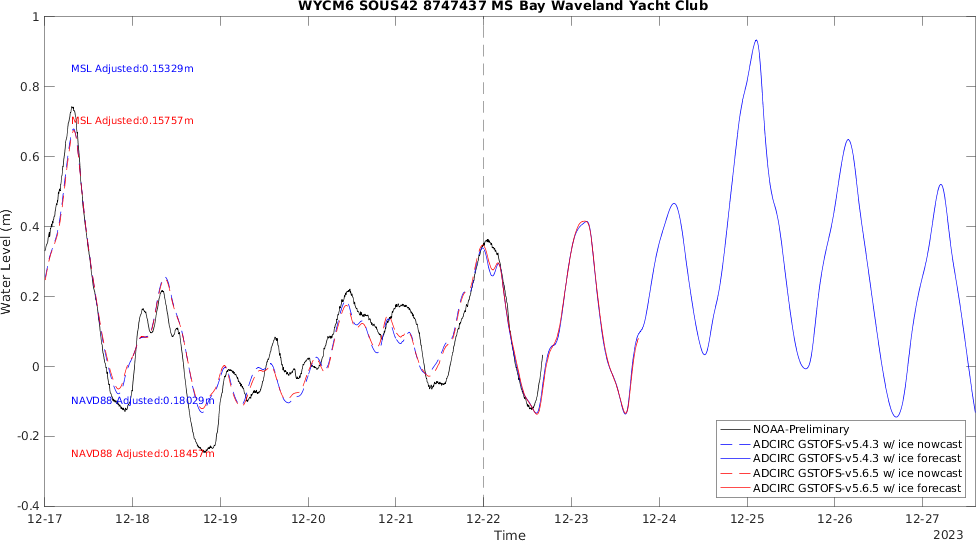 WYCM6 SOUS42 8747437 MS Bay Waveland Yacht Club
1
0.8
0.6
0.4
0.2
0
-0.2
-0.4
Water Level (m)
MSL Adjusted:0.15329m
MSL Adjusted:0.15757m
NAVD88 Adjusted:0.18029m
NAVD88 Adjusted:0.18457m
NOAA-Preliminary
ADCIRC GSTOFS-v5.4.3 w/ ice nowcast
ADCIRC GSTOFS-v5.4.3 w/ ice forecast
ADCIRC GSTOFS-v5.6.5 w/ ice nowcast
ADCIRC GSTOFS-v5.6.5 w/ ice forecast
12-17 12-18 12-19 12-20 12-21 12-22 12-23 12-24 12-25 12-26 12-27
Time
2023